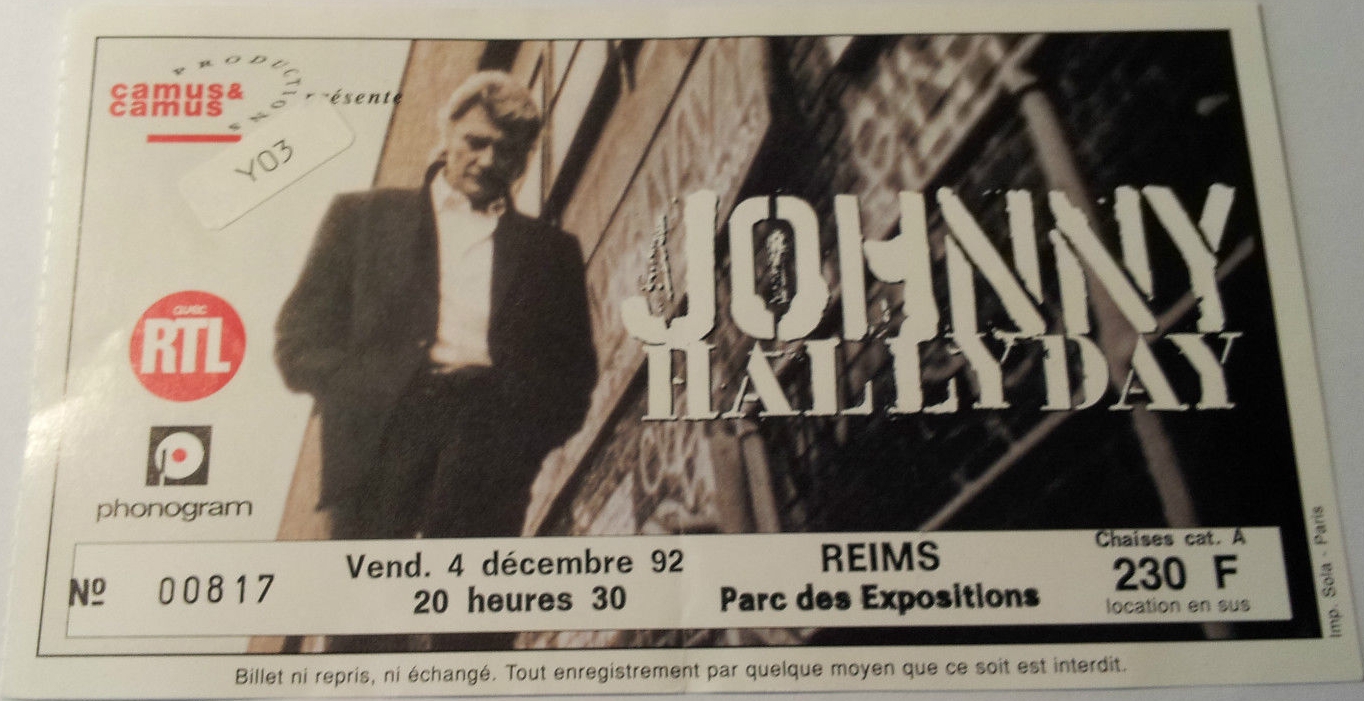 PRODUCTIONS
camus&
camus
présente
Y03
JOHNNY
HALLYDAY
avec
RTL
phonogram
Nº 00817
Vend. 4 décembre 92
20 heures 30
REIMS
Parc des Expositions
Chaises cat. A
230 F
location en sus
Imp. Sola - Paris
Billet ni repris, ni échangé. Tout enregistrement par quelque moyen que ce soit est interdit.